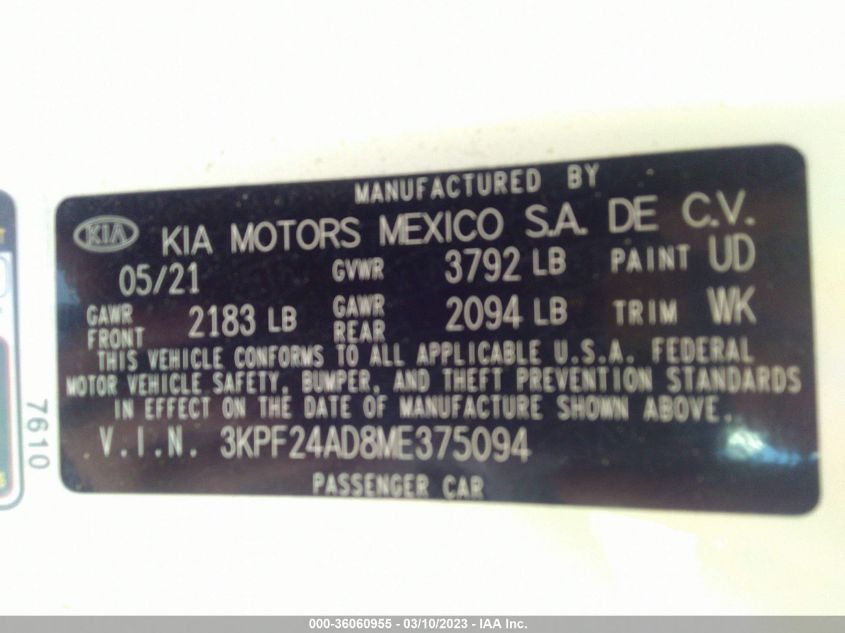 MANUFACTURED BY
KIA KIA MOTORS MEXICO S.A. DE C.V.
05/21 GVWR 3792 LB PAINT UD
GAWR FRONT 2183 LB GAWR REAR 2094 LB TRIM WK
THIS VEHICLE CONFORMS TO ALL APPLICABLE U.S.A. FEDERAL
MOTOR VEHICLE SAFETY, BUMPER, AND THEFT PREVENTION STANDARDS
IN EFFECT ON THE DATE OF MANUFACTURE SHOWN ABOVE.
V.I.N. 3KPF24AD8ME375094
PASSENGER CAR
7610
000-36060955 — 03/10/2023 — IAA Inc.